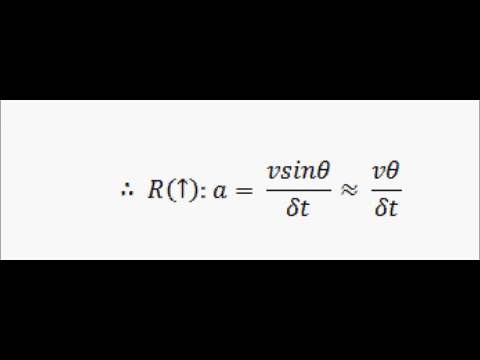 ∴ R(↑): a = vsinθ/δt ≈ vθ/δt